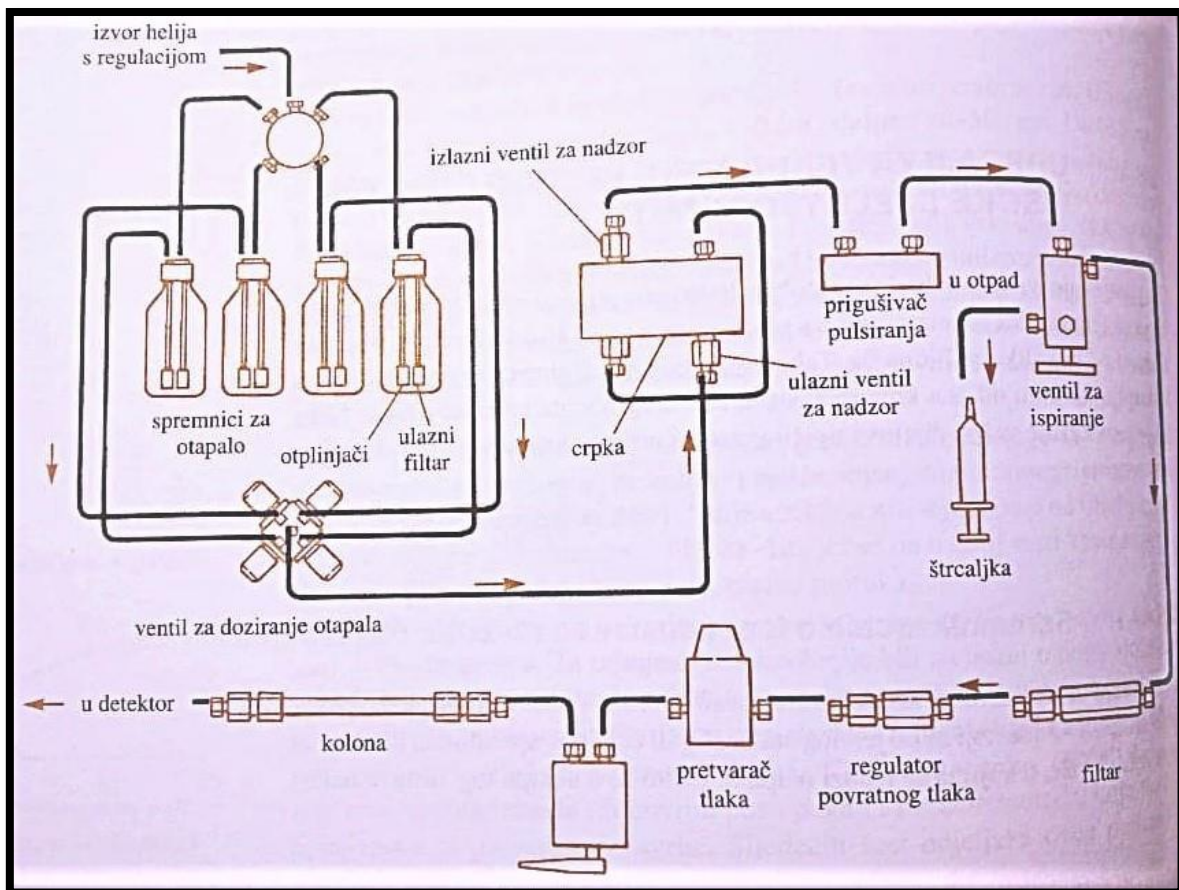 izvor helija
s regulacijom
izlazni ventil za nadzor
u otpad
prigušivač
pulsiranja
ulazni ventil
za nadzor
ventil za
ispiranje
spremnici za
otapalo
otplinjači
ulazni
filtar
crpka
štrcaljka
ventil za doziranje otapala
u detektor
kolona
pretvarač
tlaka
regulator
povratnog tlaka
filtar